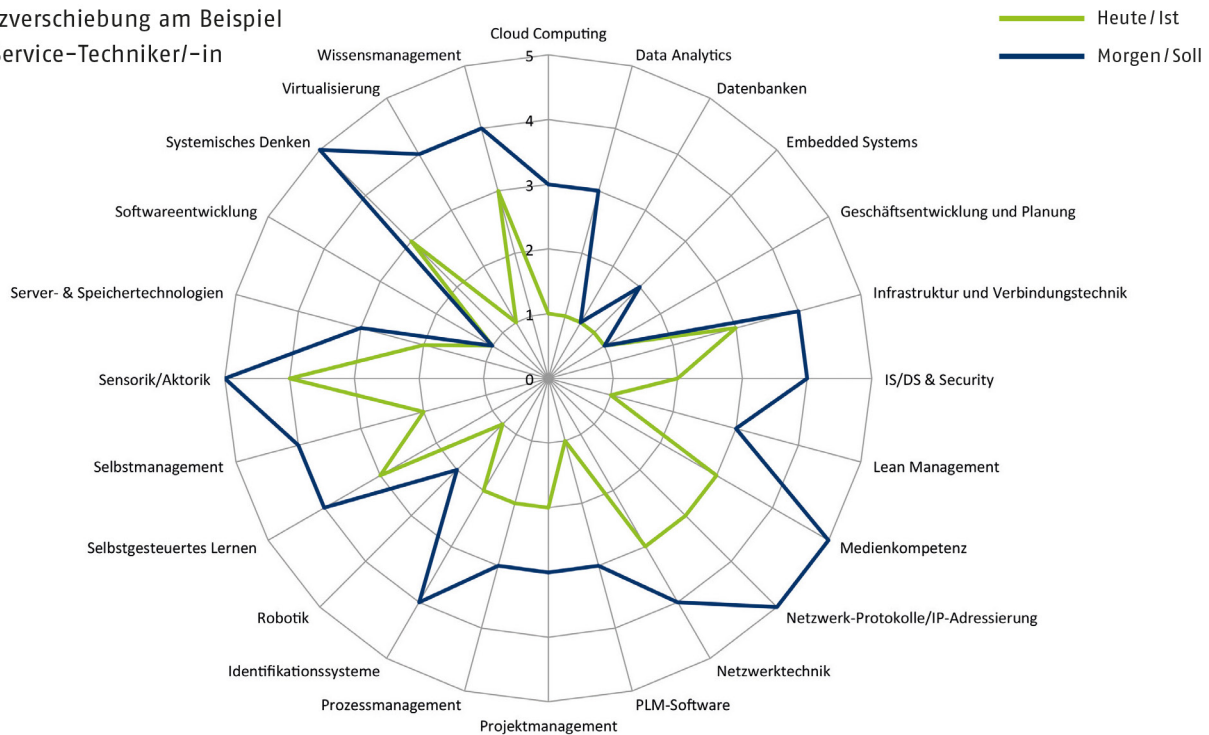 zverschiebung am Beispiel
Service-Techniker/-in
Heute/Ist
Morgen/Soll
Cloud Computing
Data Analytics
Datenbanken
Embedded Systems
Geschäftsentwicklung und Planung
Infrastruktur und Verbindungstechnik
IS/DS & Security
Lean Management
Medienkompetenz
Netzwerk-Protokolle/IP-Adressierung
Netzwerktechnik
PLM-Software
Projektmanagement
Prozessmanagement
Identifikationssysteme
Robotik
Selbstgesteuertes Lernen
Selbstmanagement
Sensorik/Aktorik
Server- & Speichertechnologien
Softwareentwicklung
Systemisches Denken
Virtualisierung
Wissensmanagement
5
4
3
2
1
0